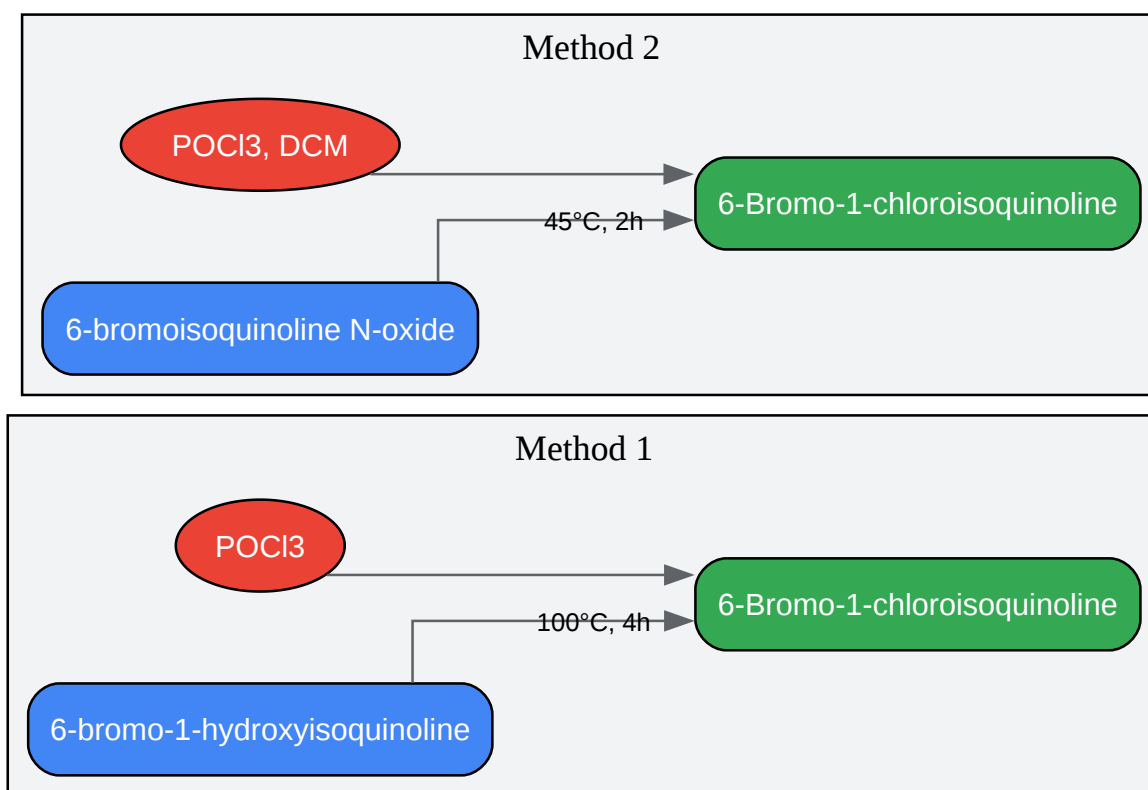 Method 2
POCl3, DCM
6-Bromo-1-chloroisoquinoline
45°C, 2h
6-bromoisoquinoline N-oxide
Method 1
POCl3
6-Bromo-1-chloroisoquinoline
100°C, 4h
6-bromo-1-hydroxyisoquinoline